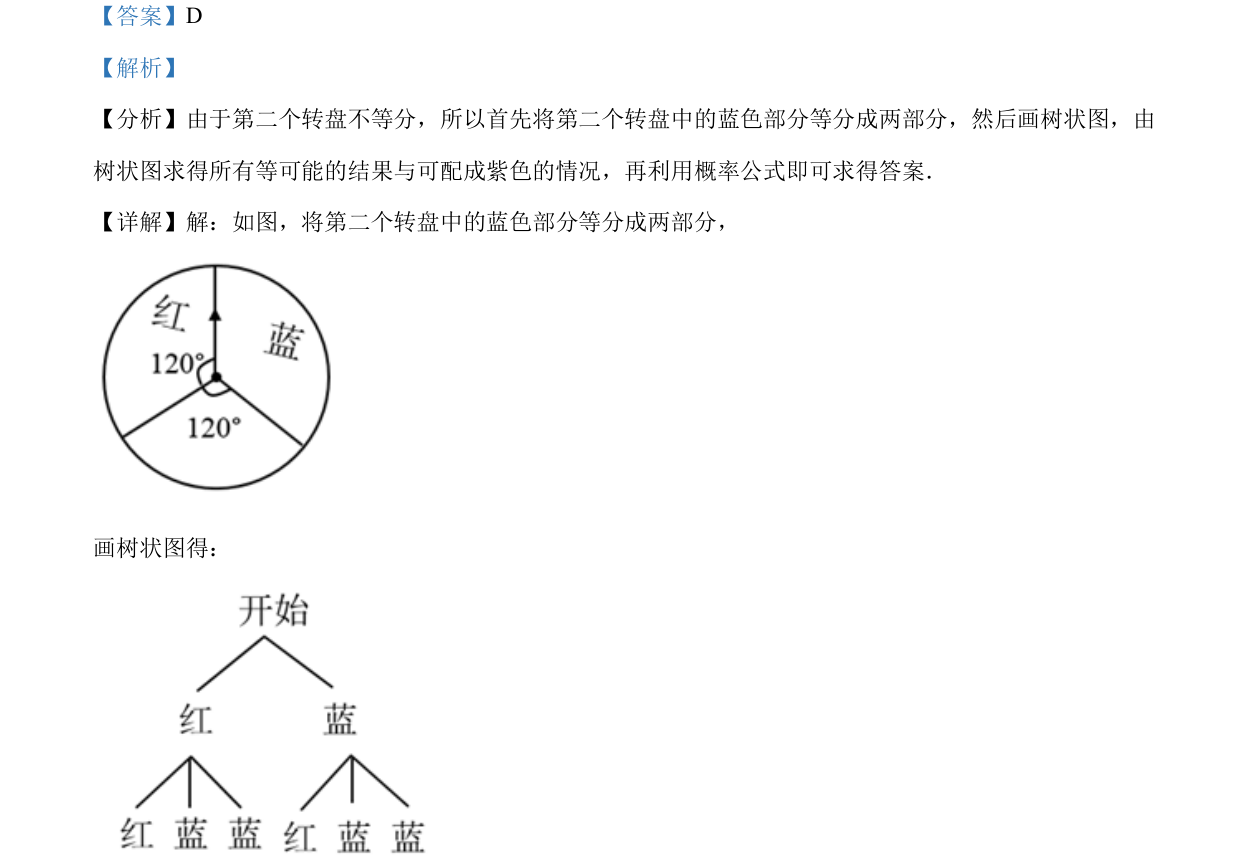 【答案】D
【解析】
【分析】由于第二个转盘不等分，所以首先将第二个转盘中的蓝色部分等分成两部分，然后画树状图，由
树状图求得所有等可能的结果与可配成紫色的情况，再利用概率公式即可求得答案．
【详解】解：如图，将第二个转盘中的蓝色部分等分成两部分，
红
蓝
120°
120°
画树状图得：
开始
红 蓝
红 蓝 蓝 红 蓝 蓝